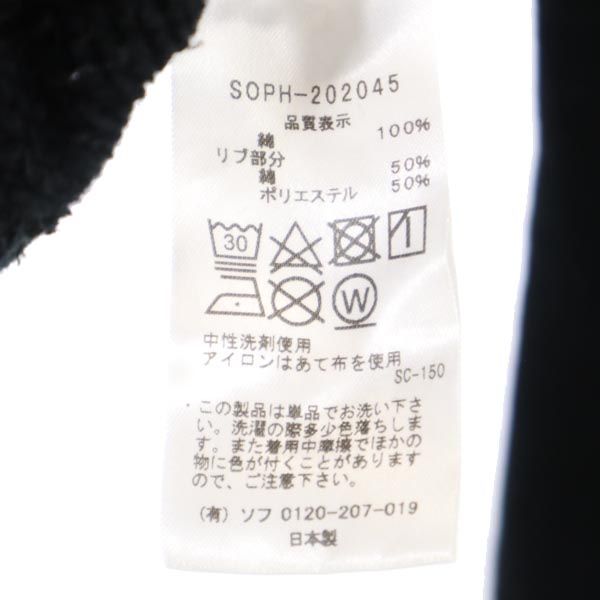 SOPH-202045
品質表示
綿 100%
リブ部分
綿 50%
ポリエステル 50%
30
W
中性洗剤使用
アイロンはあて布を使用
SC-150
・この製品は単品でお洗い下さ
い。洗濯の際多少色落ちしま
す。また着用中摩擦でほかの
物に色が付くことがあります
ので、ご注意下さい。
(有) ソフ 0120-207-019
日本製